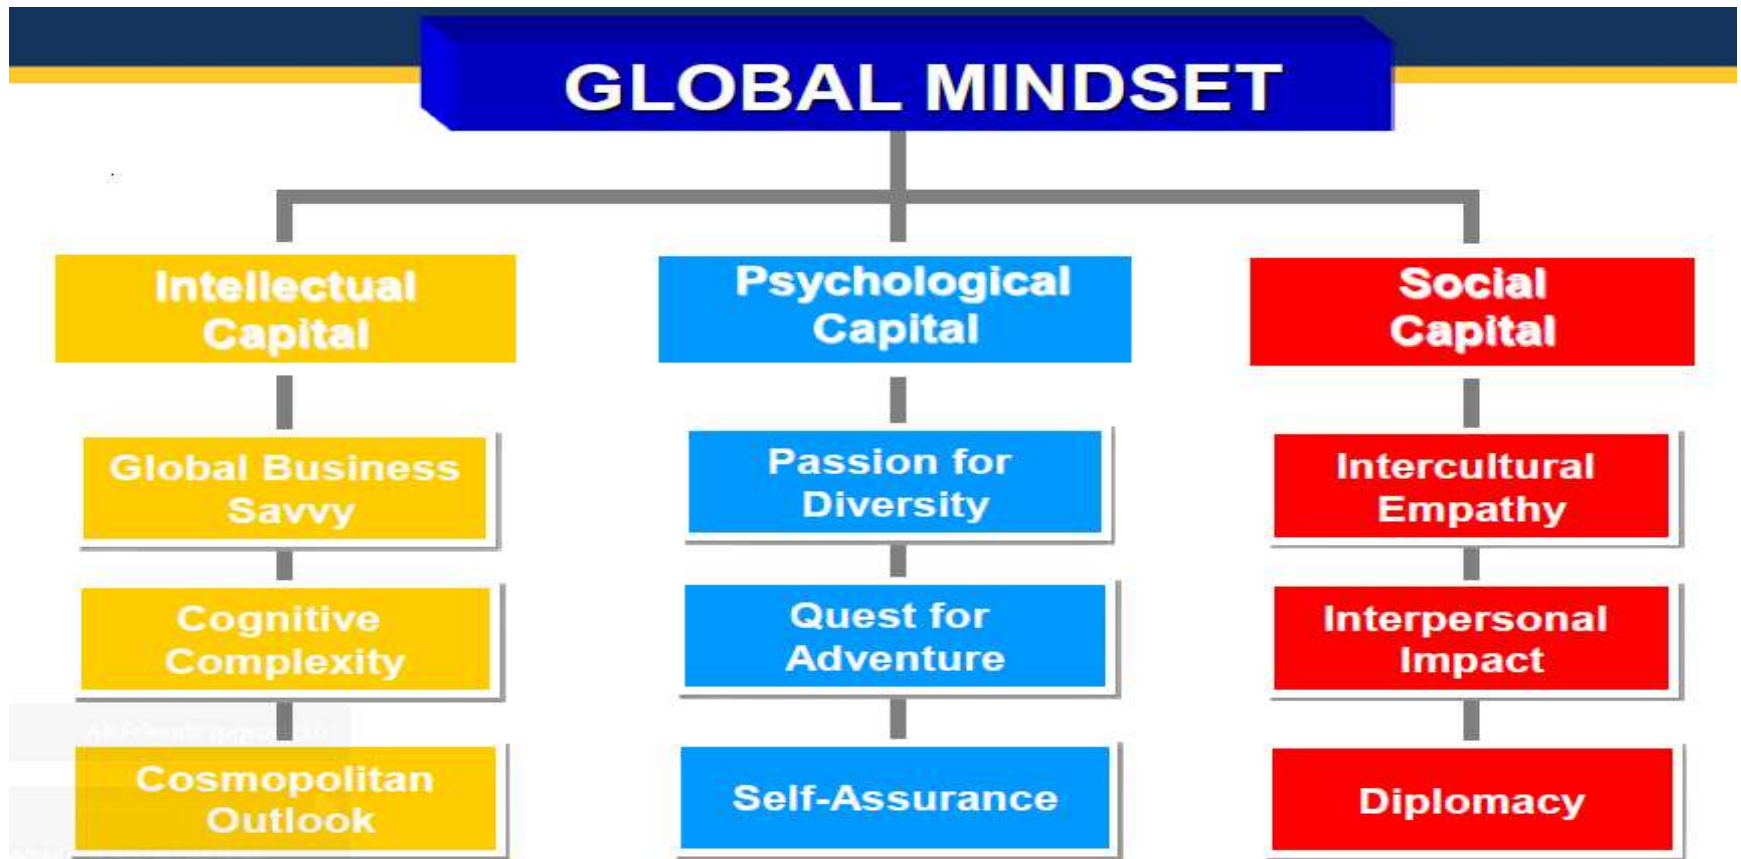 GLOBAL MINDSET
Intellectual
Capital
Global Business
Savvy
Cognitive
Complexity
Cosmopolitan
Outlook
Psychological
Capital
Passion for
Diversity
Quest for
Adventure
Self-Assurance
Social
Capital
Intercultural
Empathy
Interpersonal
Impact
Diplomacy